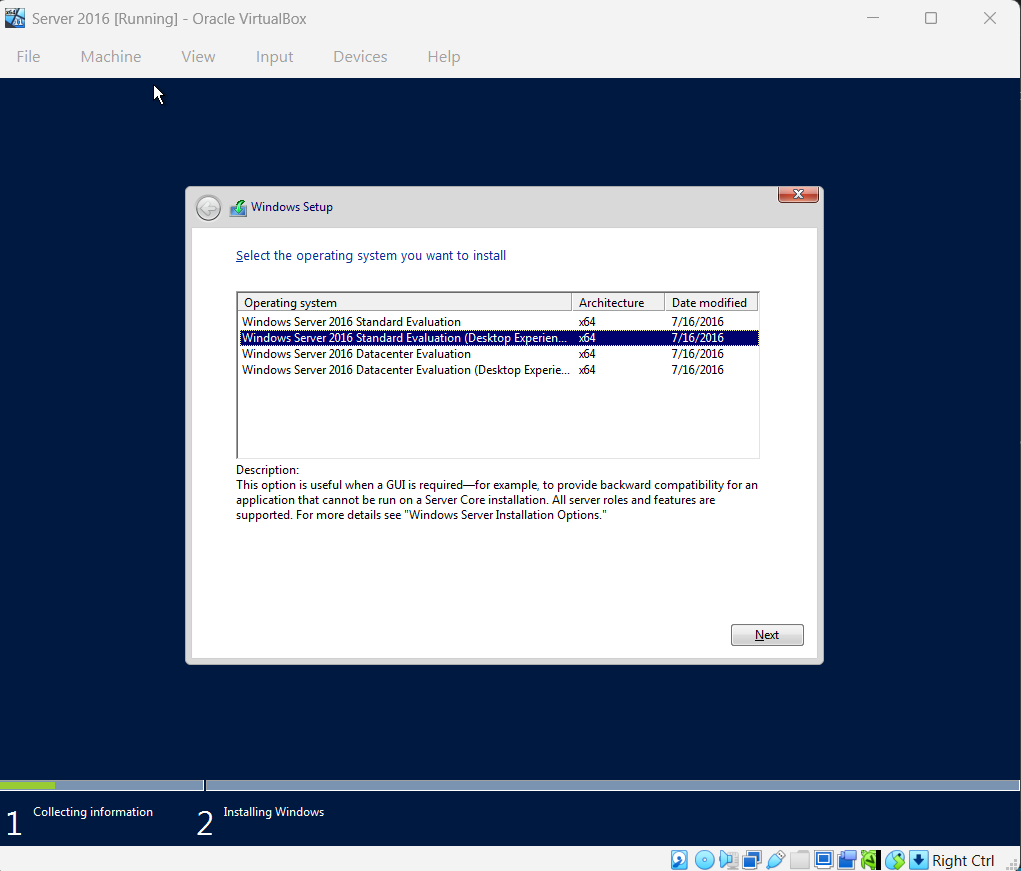 Server 2016 [Running] - Oracle VirtualBox
File Machine View Input Devices Help
Windows Setup
Select the operating system you want to install
Operating system Architecture Date modified
Windows Server 2016 Standard Evaluation x64 7/16/2016
Windows Server 2016 Standard Evaluation (Desktop Experien... x64 7/16/2016
Windows Server 2016 Datacenter Evaluation x64 7/16/2016
Windows Server 2016 Datacenter Evaluation (Desktop Experie... x64 7/16/2016
Description:
This option is useful when a GUI is required—for example, to provide backward compatibility for an
application that cannot be run on a Server Core installation. All server roles and features are
supported. For more details see "Windows Server Installation Options."
Next
1 Collecting information 2 Installing Windows
Right Ctrl